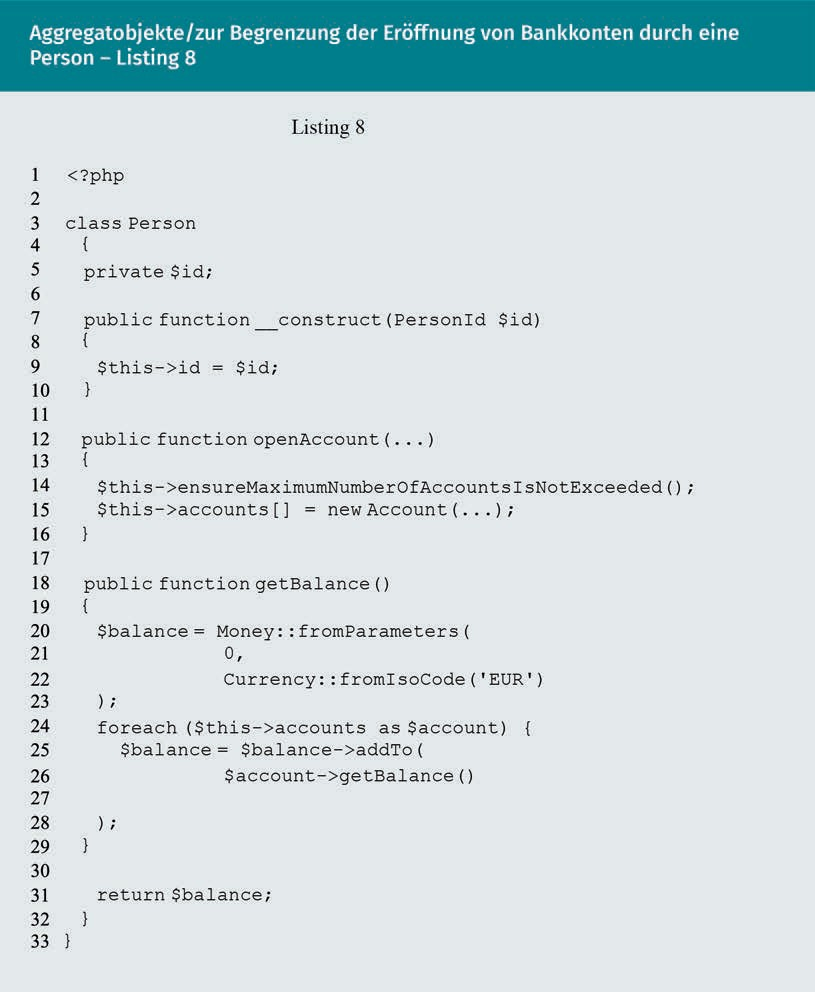 Aggregatobjekte/zur Begrenzung der Eröffnung von Bankkonten durch eine
Person – Listing 8
Listing 8
1 <?php
2
3 class Person
4 {
5 private $id;
6
7 public function __construct(PersonId $id)
8 {
9 $this->id = $id;
10 }
11
12 public function openAccount(...)
13 {
14 $this->ensureMaximumNumberOfAccountsIsNotExceeded();
15 $this->accounts[] = new Account(...);
16 }
17
18 public function getBalance()
19 {
20 $balance = Money::fromParameters(
21 0,
22 Currency::fromIsoCode('EUR')
23 );
24 foreach ($this->accounts as $account) {
25 $balance = $balance->addTo(
26 $account->getBalance()
27
28 );
29 }
30
31 return $balance;
32 }
33 }